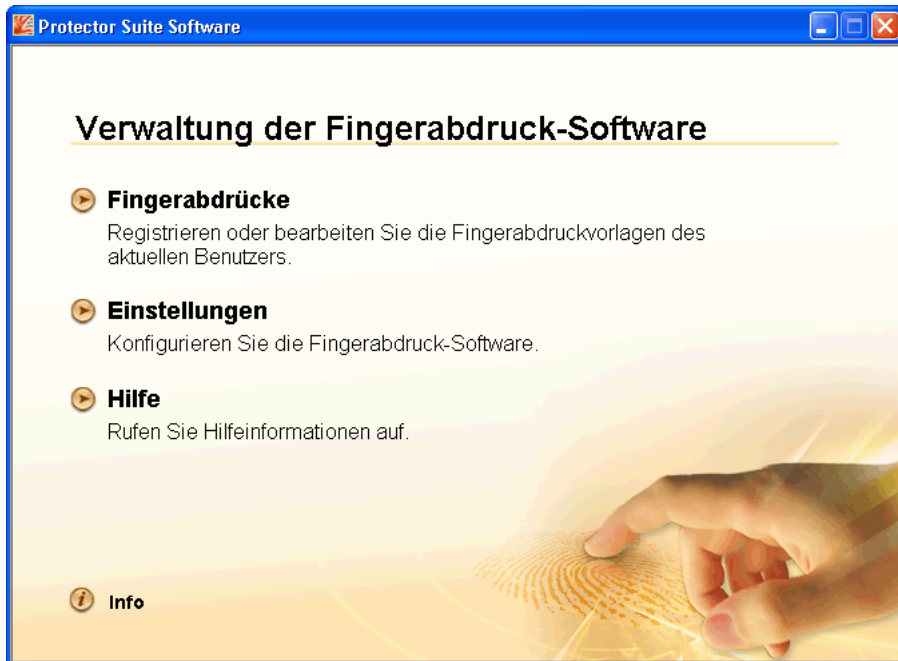 Protector Suite Software
Verwaltung der Fingerabdruck-Software
Fingerabdrücke
Registrieren oder bearbeiten Sie die Fingerabdruckvorlagen des
aktuellen Benutzers.
Einstellungen
Konfigurieren Sie die Fingerabdruck-Software.
Hilfe
Rufen Sie Hilfeinformationen auf.
Info